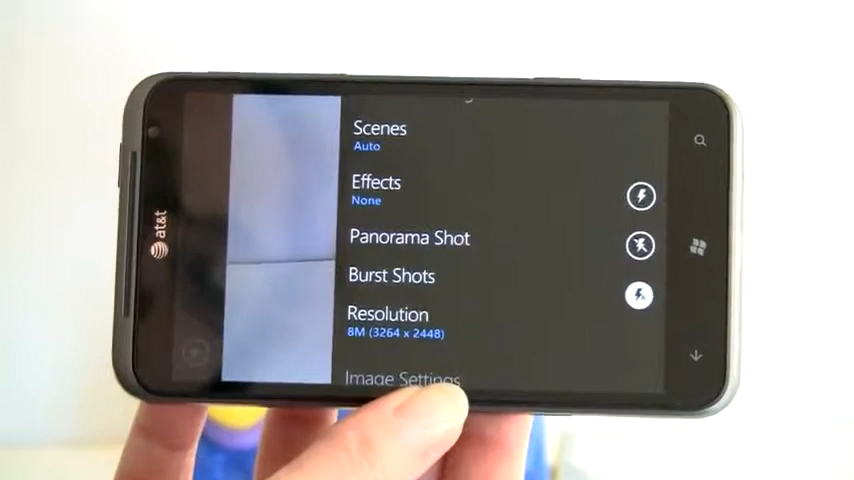 at&t
Scenes
Auto
Effects
None
Panorama Shot
Burst Shots
Resolution
8M (3264 x 2448)
Image Settings